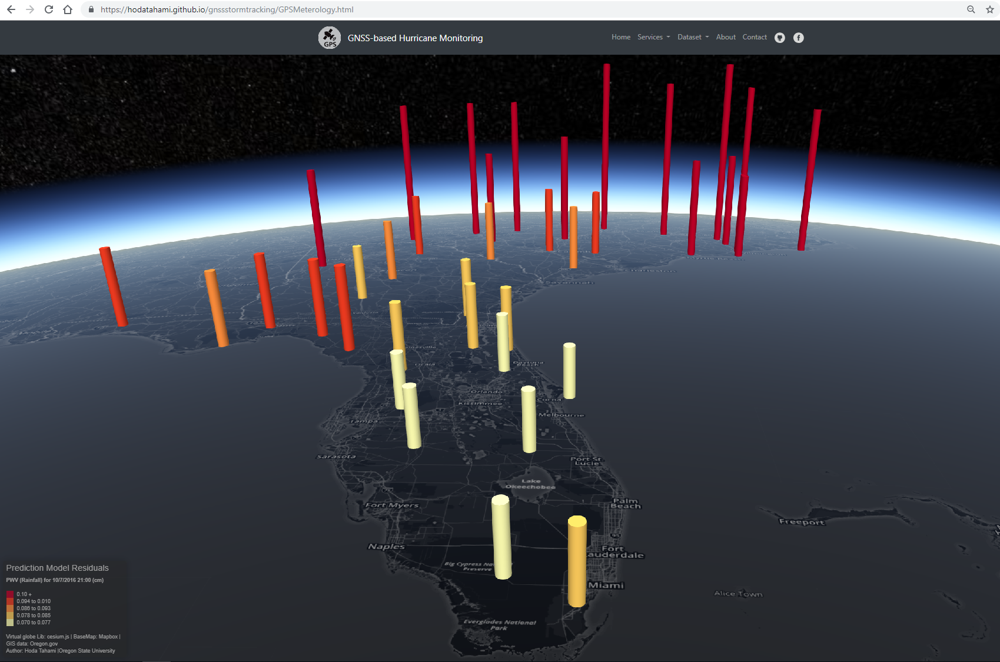 https://hodatahami.github.io/gnssstormtracking/GPSMeterology.html
GPS
GNSS-based Hurricane Monitoring
Home Services Dataset About Contact
Charleston
Savannah
Ocala
Daytona
Beach
Orlando
Kissimmee
Cocoa
Melbourne
Tampa
Sarasota
Port St.
Lucie
Lake
Okeechobee
Palm
Beach
Fort Myers
Freeport
Naples
Fort
Lauderdale
Big Cypress
Preserve
Miami
Alice Town
Everglades National
Park
Prediction Model Residuals
PWV (Rainfall) for 10/7/2016 21:00 (cm)
0.10 +
0.094 to 0.010
0.086 to 0.093
0.078 to 0.085
0.070 to 0.077
Virtual globe Lib: cesium.js | BaseMap: Mapbox |
GIS data: Oregon.gov
Author: Hoda Tahami |Oregon State University